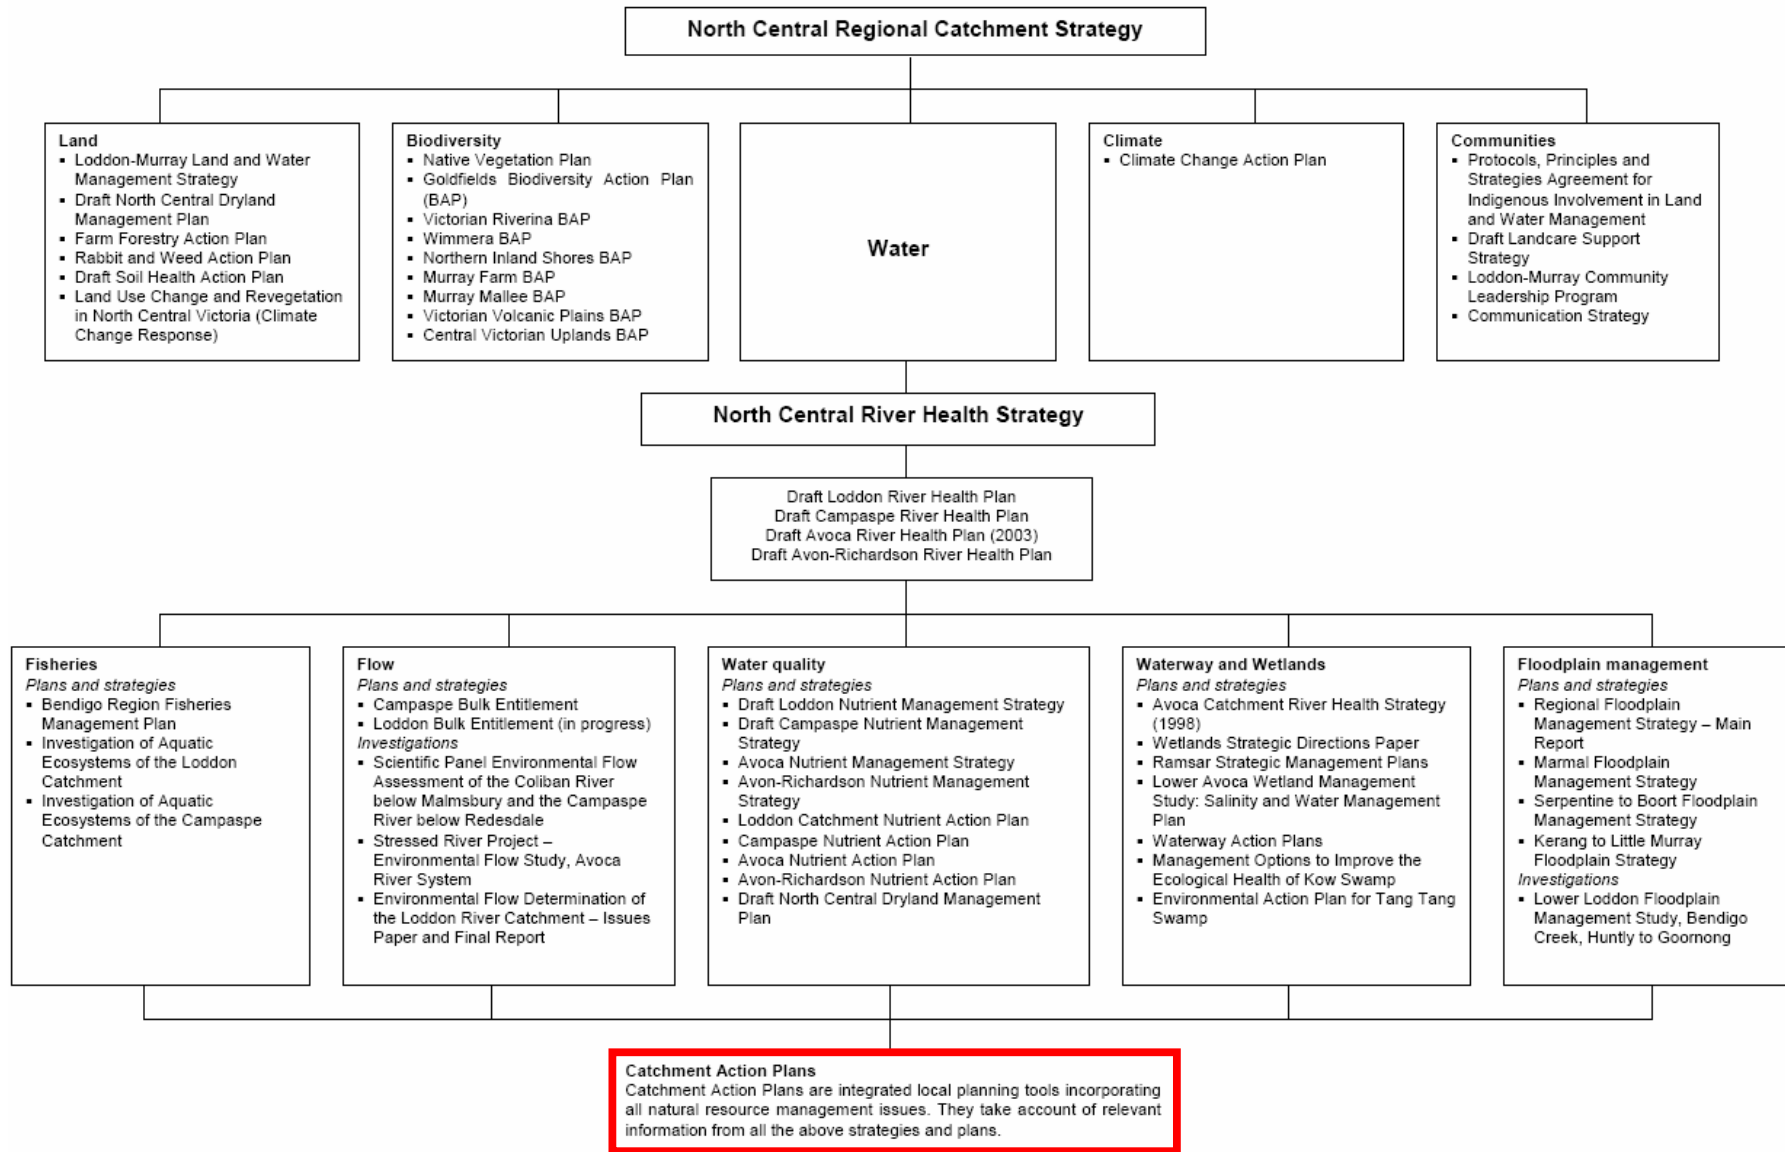 North Central Regional Catchment Strategy
Land
▪ Loddon-Murray Land and Water
Management Strategy
▪ Draft North Central Dryland
Management Plan
▪ Farm Forestry Action Plan
▪ Rabbit and Weed Action Plan
▪ Draft Soil Health Action Plan
▪ Land Use Change and Revegetation
in North Central Victoria (Climate
Change Response)
Biodiversity
▪ Native Vegetation Plan
▪ Goldfields Biodiversity Action Plan
(BAP)
▪ Victorian Riverina BAP
▪ Wimmera BAP
▪ Northern Inland Shores BAP
▪ Murray Farm BAP
▪ Murray Mallee BAP
▪ Victorian Volcanic Plains BAP
▪ Central Victorian Uplands BAP
Water
Climate
▪ Climate Change Action Plan
Communities
▪ Protocols, Principles and
Strategies Agreement for
Indigenous Involvement in Land
and Water Management
▪ Draft Landcare Support
Strategy
▪ Loddon-Murray Community
Leadership Program
▪ Communication Strategy
North Central River Health Strategy
Draft Loddon River Health Plan
Draft Campaspe River Health Plan
Draft Avoca River Health Plan (2003)
Draft Avon-Richardson River Health Plan
Fisheries
Plans and strategies
▪ Bendigo Region Fisheries
Management Plan
▪ Investigation of Aquatic
Ecosystems of the Loddon
Catchment
▪ Investigation of Aquatic
Ecosystems of the Campaspe
Catchment
Flow
Plans and strategies
▪ Campaspe Bulk Entitlement
▪ Loddon Bulk Entitlement (in progress)
Investigations
▪ Scientific Panel Environmental Flow
Assessment of the Coliban River
below Malmsbury and the Campaspe
River below Redesdale
▪ Stressed River Project –
Environmental Flow Study, Avoca
River System
▪ Environmental Flow Determination of
the Loddon River Catchment – Issues
Paper and Final Report
Water quality
Plans and strategies
▪ Draft Loddon Nutrient Management Strategy
▪ Draft Campaspe Nutrient Management
Strategy
▪ Avoca Nutrient Management Strategy
▪ Avon-Richardson Nutrient Management
Strategy
▪ Loddon Catchment Nutrient Action Plan
▪ Campaspe Nutrient Action Plan
▪ Avoca Nutrient Action Plan
▪ Avon-Richardson Nutrient Action Plan
▪ Draft North Central Dryland Management
Plan
Waterway and Wetlands
Plans and strategies
▪ Avoca Catchment River Health Strategy
(1998)
▪ Wetlands Strategic Directions Paper
▪ Ramsar Strategic Management Plans
▪ Lower Avoca Wetland Management
Study: Salinity and Water Management
Plan
▪ Waterway Action Plans
▪ Management Options to Improve the
Ecological Health of Kow Swamp
▪ Environmental Action Plan for Tang Tang
Swamp
Floodplain management
Plans and strategies
▪ Regional Floodplain
Management Strategy – Main
Report
▪ Marmal Floodplain
Management Strategy
▪ Serpentine to Boort Floodplain
Management Strategy
▪ Kerang to Little Murray
Floodplain Strategy
Investigations
▪ Lower Loddon Floodplain
Management Study, Bendigo
Creek, Huntly to Goornong
Catchment Action Plans
Catchment Action Plans are integrated local planning tools incorporating
all natural resource management issues. They take account of relevant
information from all the above strategies and plans.